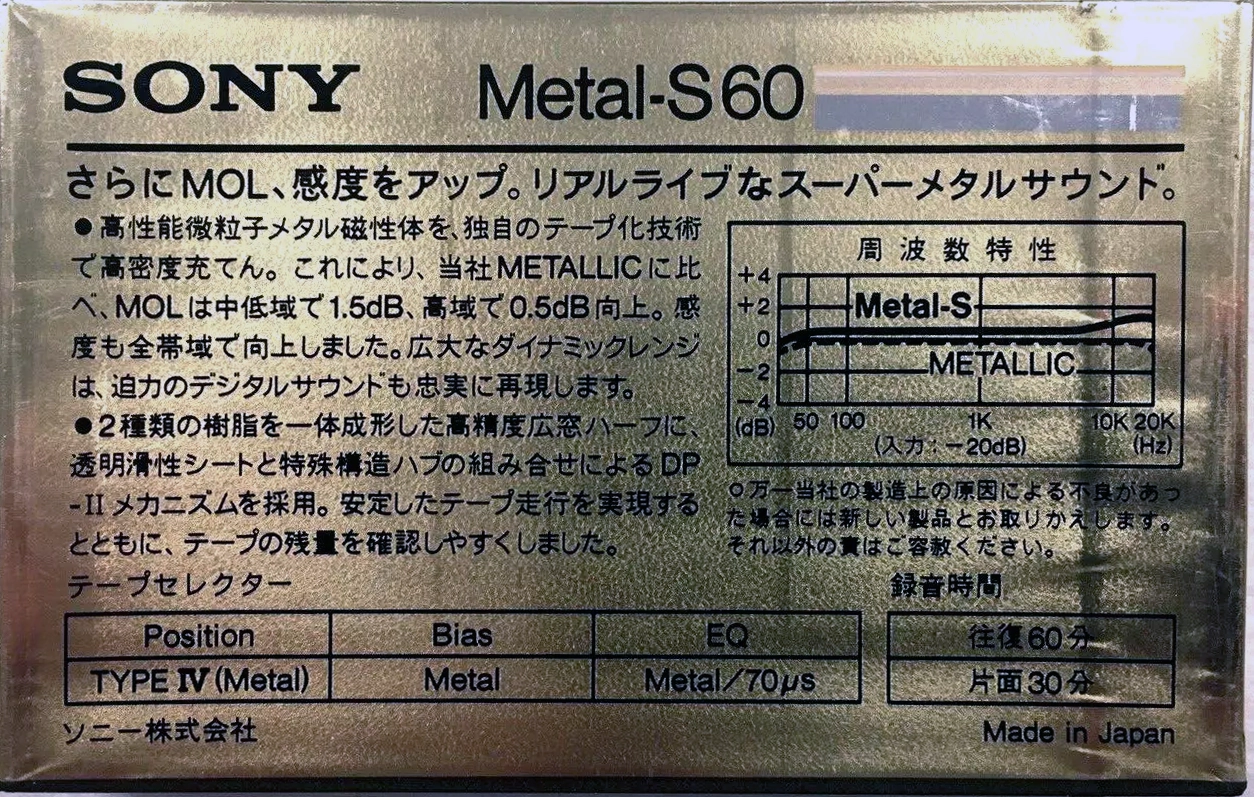 SONY Metal-S60
さらにMOL、感度をアップ。リアルライブなスーパーメタルサウンド。
●高性能微粒子メタル磁性体を、独自のテープ化技術
で高密度充てん。これにより、当社METALLICに比
べ、MOLは中低域で1.5dB、高域で0.5dB向上。感
度も全帯域で向上しました。広大なダイナミックレンジ
は、迫力のデジタルサウンドも忠実に再現します。
●2種類の樹脂を一体成形した高精度広窓ハーフに、
透明滑性シートと特殊構造ハブの組み合せによるDP
-IIメカニズムを採用。安定したテープ走行を実現する
とともに、テープの残量を確認しやすくしました。
周波数特性
+4
+2
0
-2
-4
(dB)
Metal-S
METALLIC
50 100 1K 10K 20K
(入力:-20dB) (Hz)
○万一当社の製造上の原因による不良があっ
た場合には新しい製品とお取りかえします。
それ以外の責はご容赦ください。
テープセレクター
Position Bias EQ
TYPE IV (Metal) Metal Metal/70μs
録音時間
往復60分
片面30分
ソニー株式会社 Made in Japan